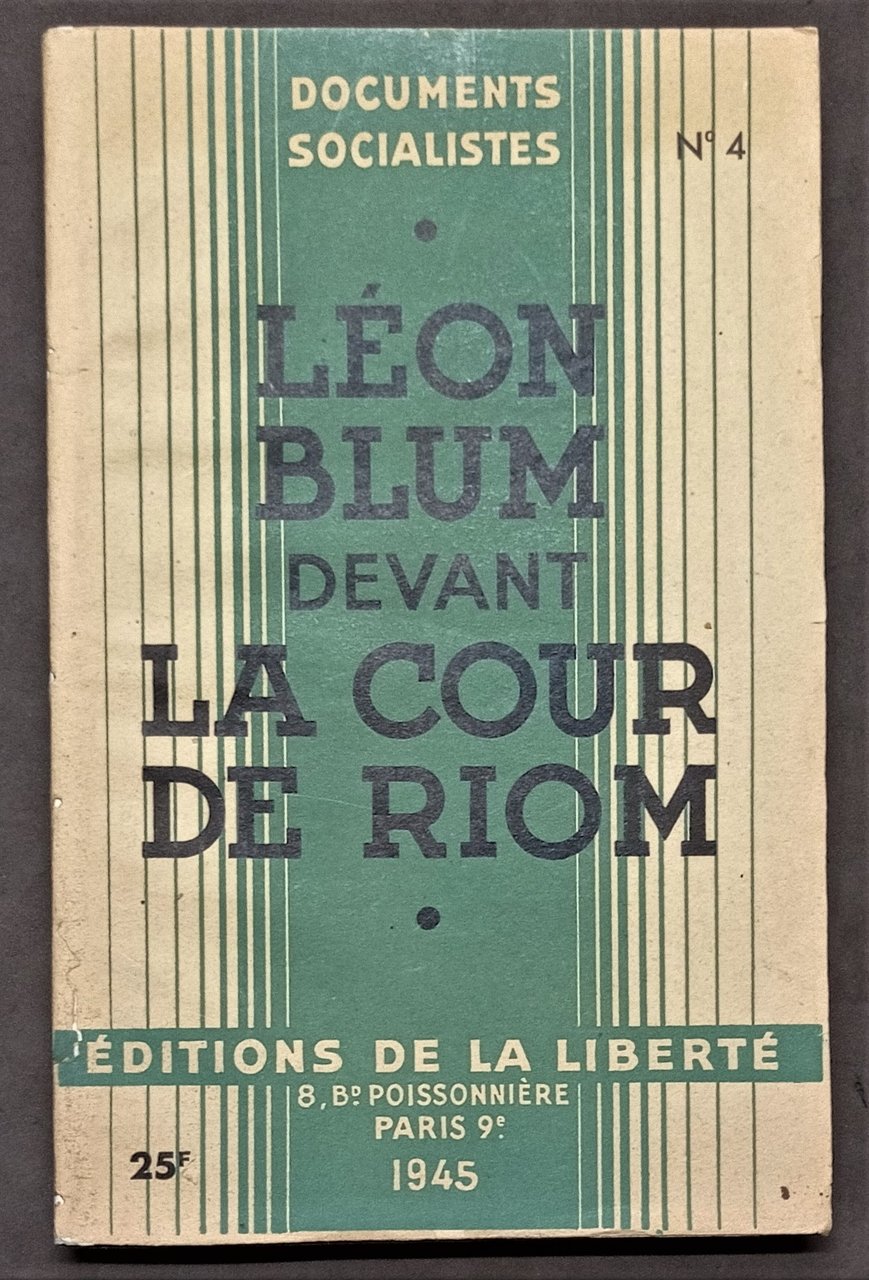 DOCUMENTS
SOCIALISTES
Nº 4
LÉON
BLUM
DEVANT
LA COUR
DE RIOM
ÉDITIONS DE LA LIBERTÉ
8, Bᴰ POISSONNIÈRE
PARIS 9ᵉ
25F
1945